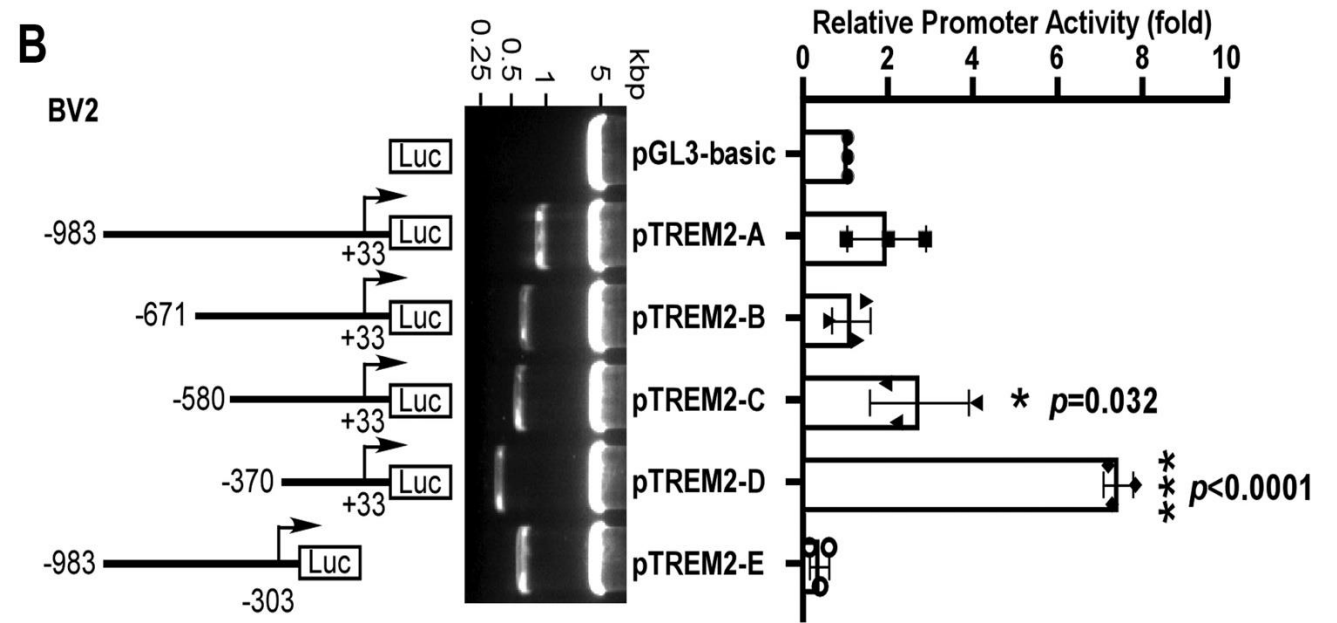 B
BV2
0.25 0.5 1 5 kbp
Relative Promoter Activity (fold)
0 2 4 6 8 10
Luc pGL3-basic
-983 +33 Luc pTREM2-A
-671 +33 Luc pTREM2-B
-580 +33 Luc pTREM2-C * p=0.032
-370 +33 Luc pTREM2-D *** p<0.0001
-983 -303 Luc pTREM2-E